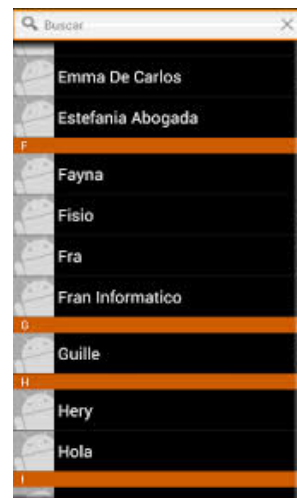 Buscar
Emma De Carlos
Estefania Abogada
F
Fayna
Fisio
Fra
Fran Informatico
G
Guille
H
Hery
Hola
I